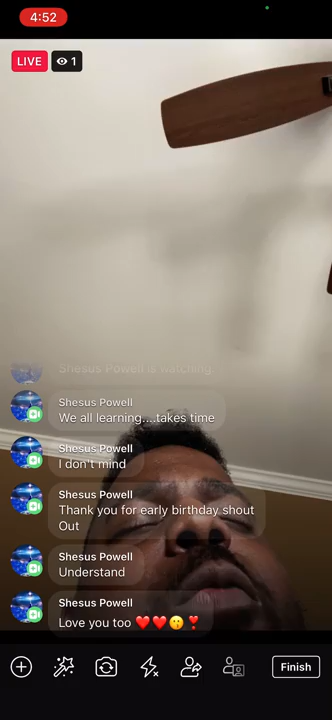 4:52
LIVE
1
Shesus Powell is watching.
Shesus Powell
We all learning....takes time
Shesus Powell
I don't mind
Shesus Powell
Thank you for early birthday shout
Out
Shesus Powell
Understand
Shesus Powell
Love you too ❤️❤️😗❣️
Finish